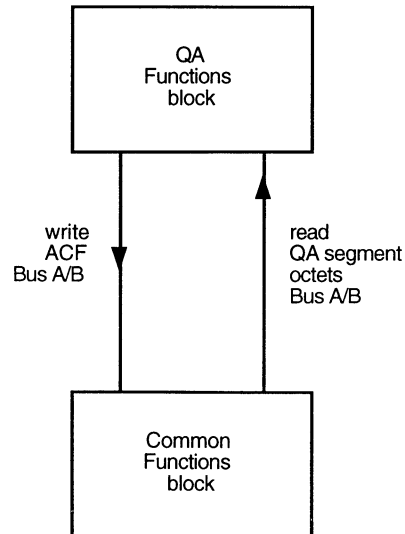 QA
Functions
block
write
ACF
Bus A/B
read
QA segment
octets
Bus A/B
Common
Functions
block